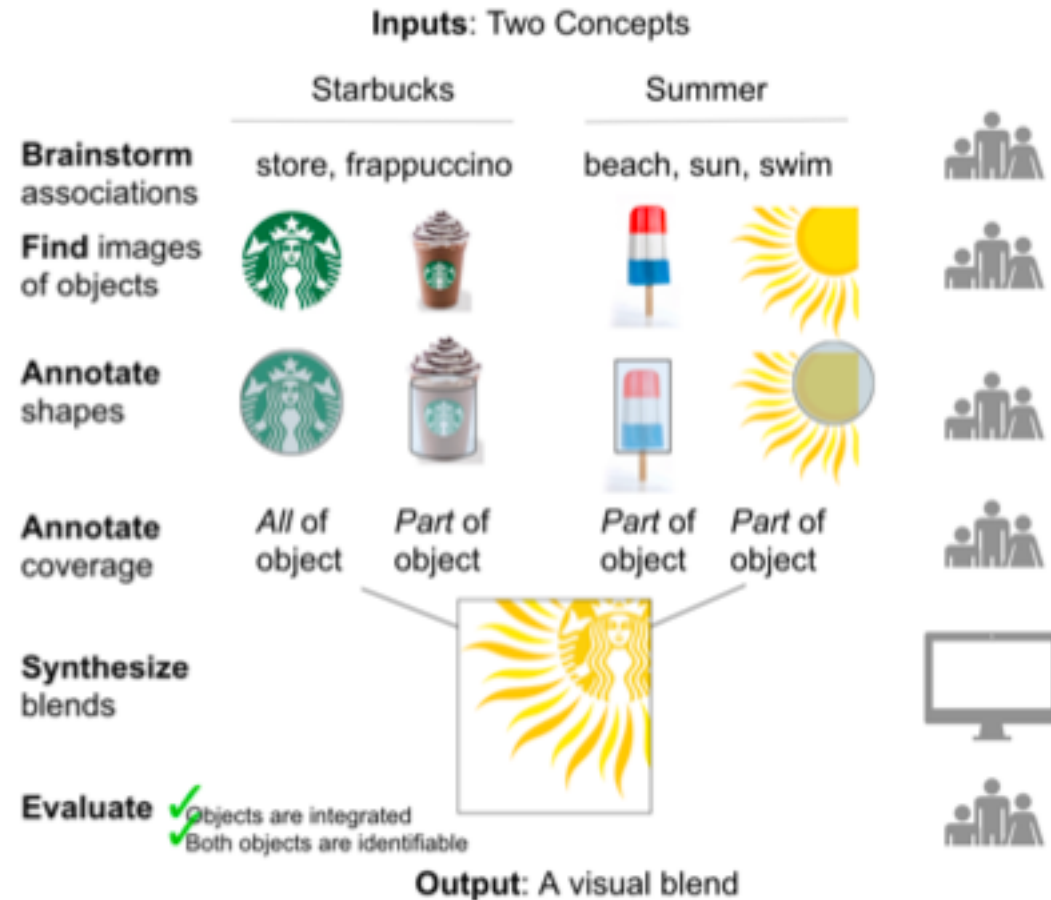 Inputs: Two Concepts
Starbucks Summer
Brainstorm
associations
store, frappuccino beach, sun, swim
Find images
of objects
Annotate
shapes
Annotate
coverage
All of
object
Part of
object
Part of
object
Part of
object
Synthesize
blends
Evaluate
Objects are integrated
Both objects are identifiable
Output: A visual blend